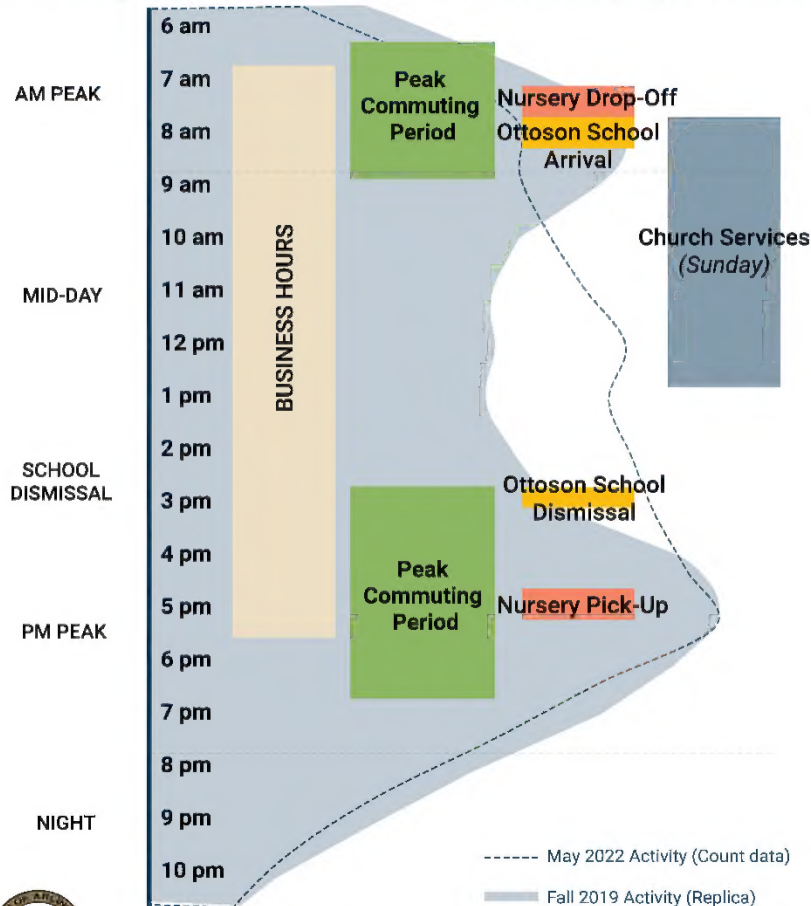 6 am
AM PEAK
7 am
8 am
9 am
10 am
MID-DAY
11 am
12 pm
1 pm
2 pm
SCHOOL
DISMISSAL
3 pm
4 pm
5 pm
PM PEAK
6 pm
7 pm
8 pm
NIGHT
9 pm
10 pm
BUSINESS HOURS
Peak
Commuting
Period
Nursery Drop-Off
Ottoson School
Arrival
Church Services
(Sunday)
Ottoson School
Dismissal
Peak
Commuting
Period
Nursery Pick-Up
May 2022 Activity (Count data)
Fall 2019 Activity (Replica)